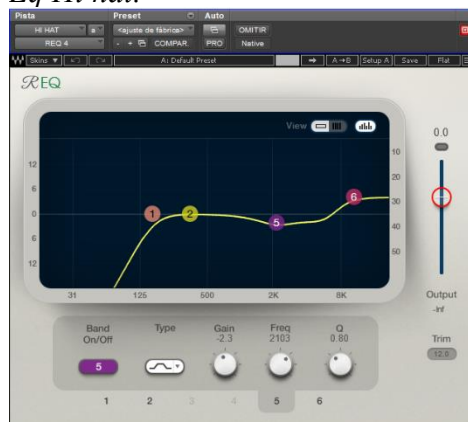 Eq Hi hat.
Pista Preset Auto
HI HAT a <ajuste de fábrica> OMITIR
REQ 4 - + COMPAR. PRO Native
W Skins A: Default Preset A→B Setup A Save Flat
REQ
View
0.0
12 6 0 6 12
10 20 30 40 50
1 2 5 6
31 125 500 2K 8K
Output
-Inf
Trim
12.0
Band On/Off Type Gain Freq Q
-2.3 2103 0.80
5
1 2 3 4 5 6